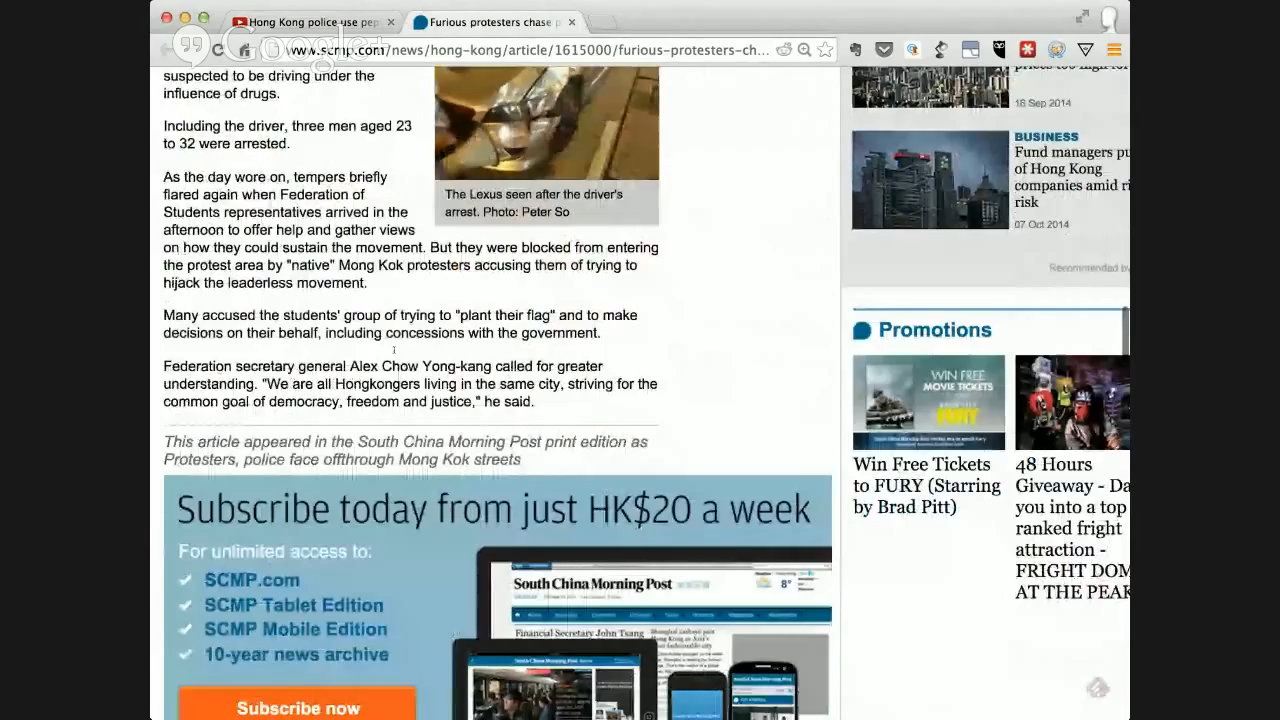 Hong Kong police use pep
Furious protesters chase p
Google+
www.scmp.com/news/hong-kong/article/1615000/furious-protesters-ch...
suspected to be driving under the
influence of drugs.
Including the driver, three men aged 23
to 32 were arrested.
As the day wore on, tempers briefly
flared again when Federation of
Students representatives arrived in the
afternoon to offer help and gather views
on how they could sustain the movement. But they were blocked from entering
the protest area by "native" Mong Kok protesters accusing them of trying to
hijack the leaderless movement.
The Lexus seen after the driver's
arrest. Photo: Peter So
Many accused the students' group of trying to "plant their flag" and to make
decisions on their behalf, including concessions with the government.
Federation secretary general Alex Chow Yong-kang called for greater
understanding. "We are all Hongkongers living in the same city, striving for the
common goal of democracy, freedom and justice," he said.
This article appeared in the South China Morning Post print edition as
Protesters, police face offthrough Mong Kok streets
Subscribe today from just HK$20 a week
For unlimited access to:
SCMP.com
SCMP Tablet Edition
SCMP Mobile Edition
10-year news archive
Subscribe now
South China Morning Post
8°
Financial Secretary John Tsang
prices too high for
18 Sep 2014
BUSINESS
Fund managers pu
of Hong Kong
companies amid ri
risk
07 Oct 2014
Recommended by
Promotions
WIN FREE
MOVIE TICKETS
FURY
Win Free Tickets
to FURY (Starring
by Brad Pitt)
48 Hours
Giveaway - Da
you into a top
ranked fright
attraction -
FRIGHT DOM
AT THE PEAK